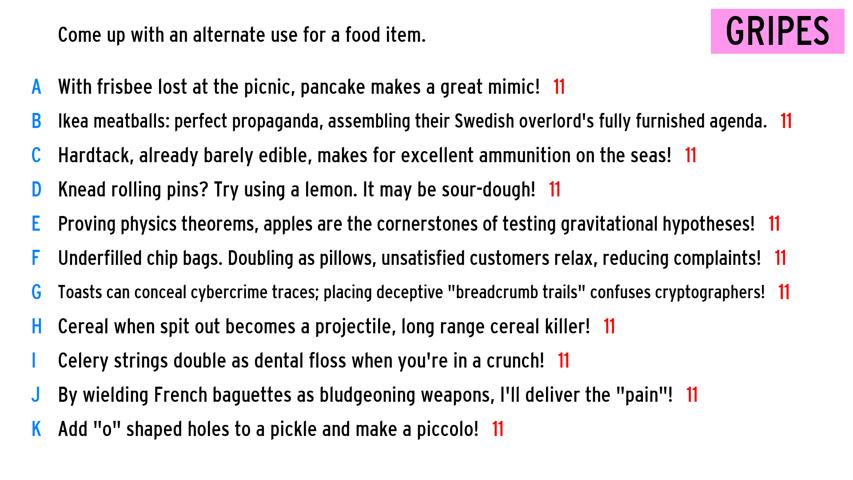 Come up with an alternate use for a food item.
GRIPES
A With frisbee lost at the picnic, pancake makes a great mimic! 11
B Ikea meatballs: perfect propaganda, assembling their Swedish overlord's fully furnished agenda. 11
C Hardtack, already barely edible, makes for excellent ammunition on the seas! 11
D Knead rolling pins? Try using a lemon. It may be sour-dough! 11
E Proving physics theorems, apples are the cornerstones of testing gravitational hypotheses! 11
F Underfilled chip bags. Doubling as pillows, unsatisfied customers relax, reducing complaints! 11
G Toasts can conceal cybercrime traces; placing deceptive "breadcrumb trails" confuses cryptographers! 11
H Cereal when spit out becomes a projectile, long range cereal killer! 11
I Celery strings double as dental floss when you're in a crunch! 11
J By wielding French baguettes as bludgeoning weapons, I'll deliver the "pain"! 11
K Add "o" shaped holes to a pickle and make a piccolo! 11